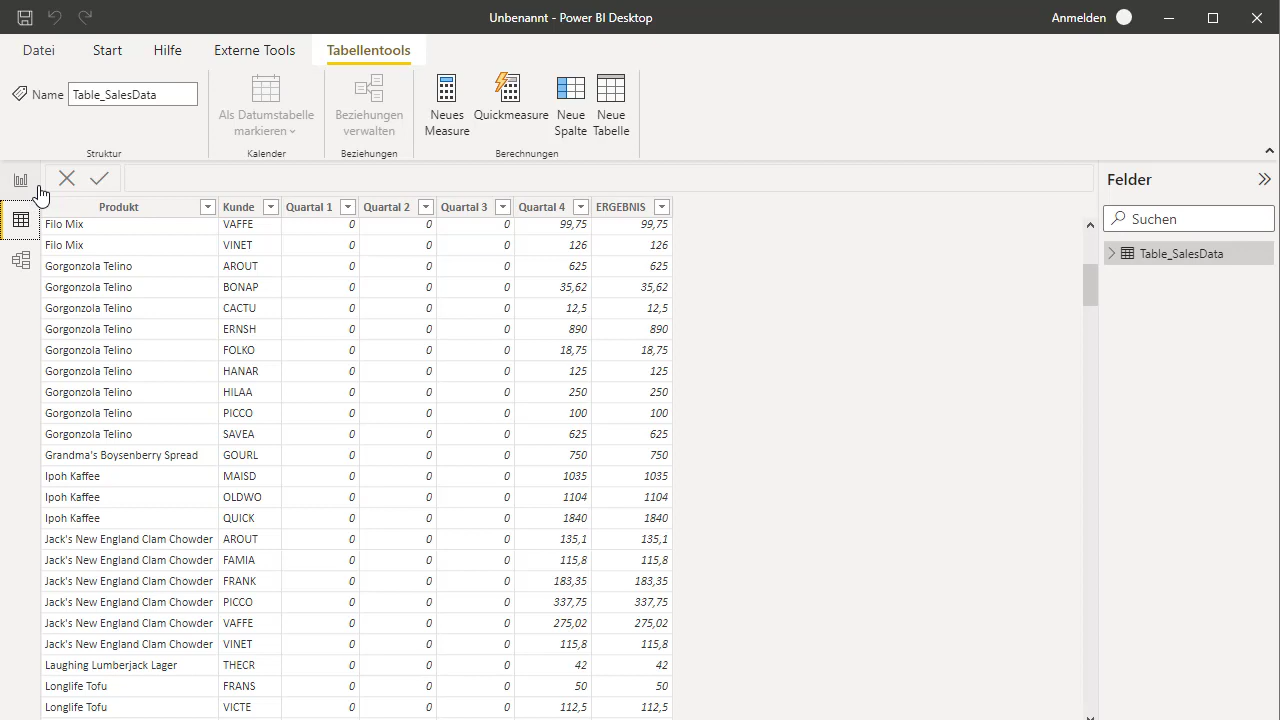 Unbenannt - Power BI Desktop
Anmelden
Datei Start Hilfe Externe Tools Tabellentools
Name Table_SalesData
Als Datumstabelle markieren
Beziehungen verwalten
Neues Measure
Quickmeasure
Neue Spalte
Neue Tabelle
Struktur Kalender Beziehungen Berechnungen
Felder
Suchen
Table_SalesData
Produkt Kunde Quartal 1 Quartal 2 Quartal 3 Quartal 4 ERGEBNIS
Filo Mix VAFFE 0 0 0 99,75 99,75
Filo Mix VINET 0 0 0 126 126
Gorgonzola Telino AROUT 0 0 0 625 625
Gorgonzola Telino BONAP 0 0 0 35,62 35,62
Gorgonzola Telino CACTU 0 0 0 12,5 12,5
Gorgonzola Telino ERNSH 0 0 0 890 890
Gorgonzola Telino FOLKO 0 0 0 18,75 18,75
Gorgonzola Telino HANAR 0 0 0 125 125
Gorgonzola Telino HILAA 0 0 0 250 250
Gorgonzola Telino PICCO 0 0 0 100 100
Gorgonzola Telino SAVEA 0 0 0 625 625
Grandma's Boysenberry Spread GOURL 0 0 0 750 750
Ipoh Kaffee MAISD 0 0 0 1035 1035
Ipoh Kaffee OLDWO 0 0 0 1104 1104
Ipoh Kaffee QUICK 0 0 0 1840 1840
Jack's New England Clam Chowder AROUT 0 0 0 135,1 135,1
Jack's New England Clam Chowder FAMIA 0 0 0 115,8 115,8
Jack's New England Clam Chowder FRANK 0 0 0 183,35 183,35
Jack's New England Clam Chowder PICCO 0 0 0 337,75 337,75
Jack's New England Clam Chowder VAFFE 0 0 0 275,02 275,02
Jack's New England Clam Chowder VINET 0 0 0 115,8 115,8
Laughing Lumberjack Lager THECR 0 0 0 42 42
Longlife Tofu FRANS 0 0 0 50 50
Longlife Tofu VICTE 0 0 0 112,5 112,5